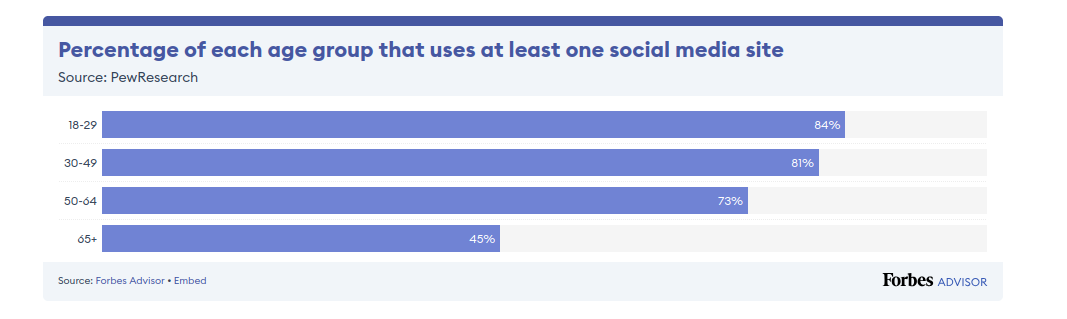 Percentage of each age group that uses at least one social media site
Source: PewResearch
18-29 84%
30-49 81%
50-64 73%
65+ 45%
Source: Forbes Advisor • Embed
Forbes ADVISOR